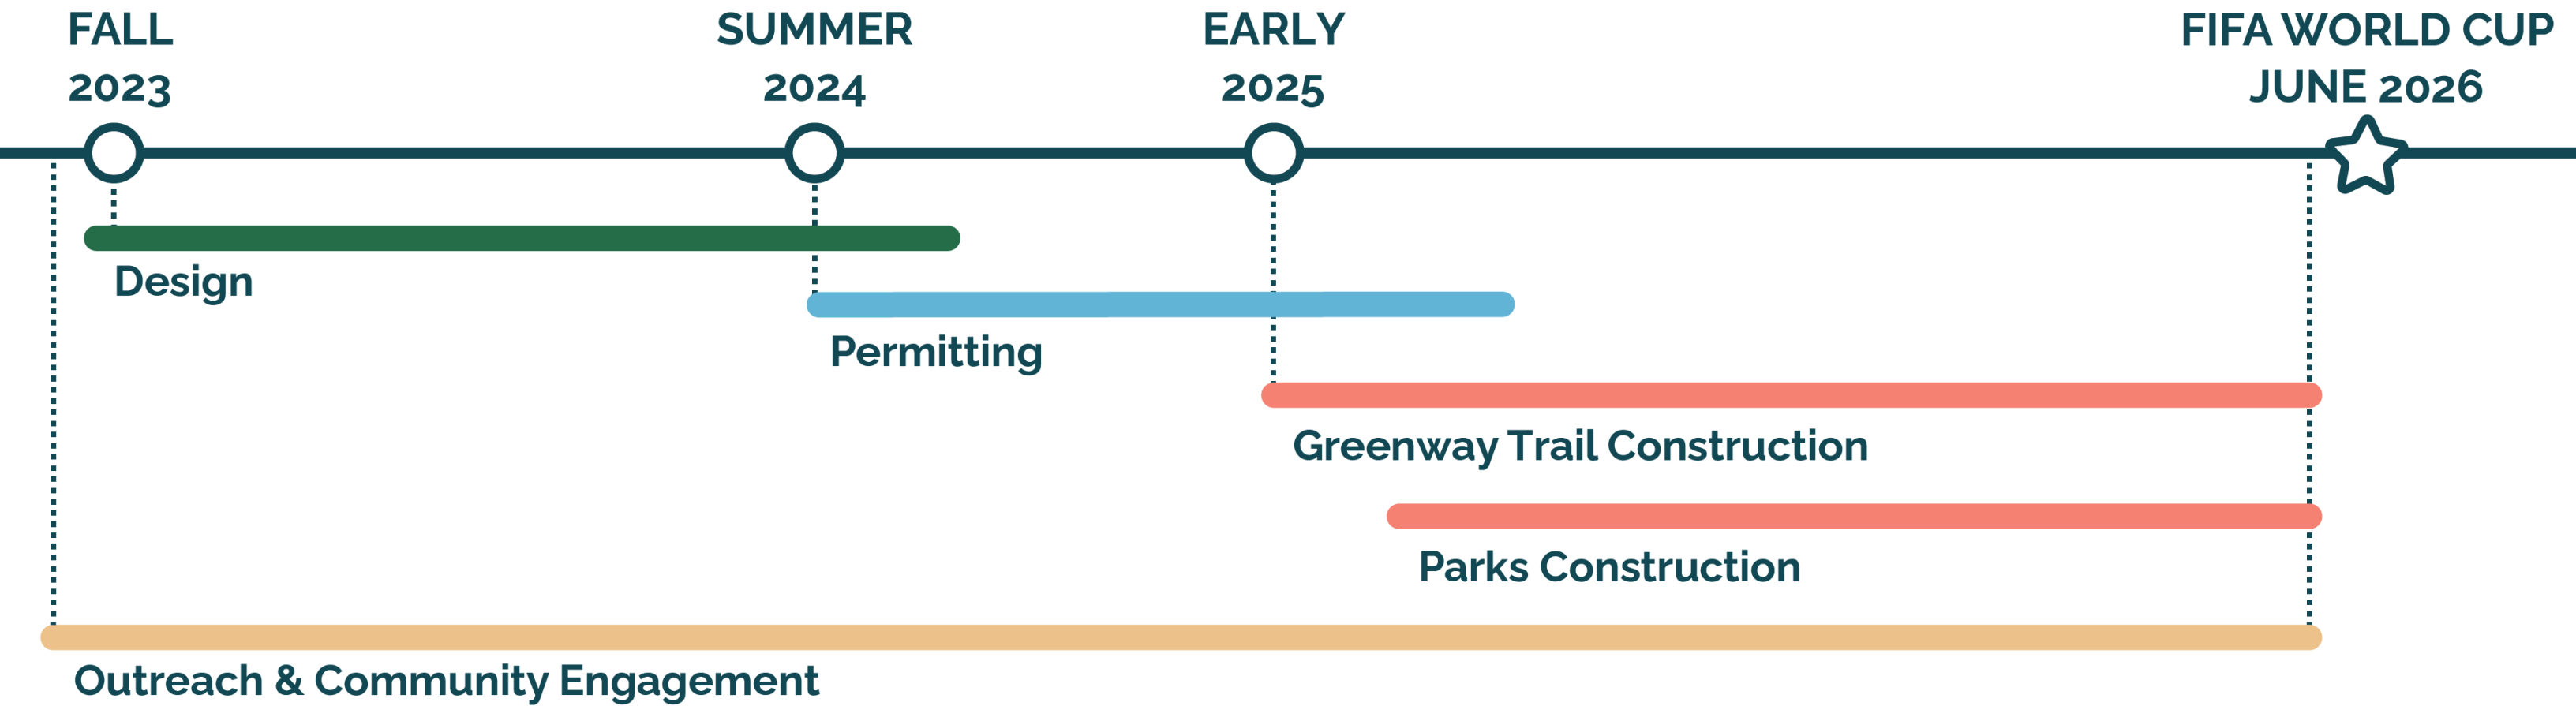 FALL
2023
SUMMER
2024
EARLY
2025
FIFA WORLD CUP
JUNE 2026
Design
Permitting
Greenway Trail Construction
Parks Construction
Outreach & Community Engagement